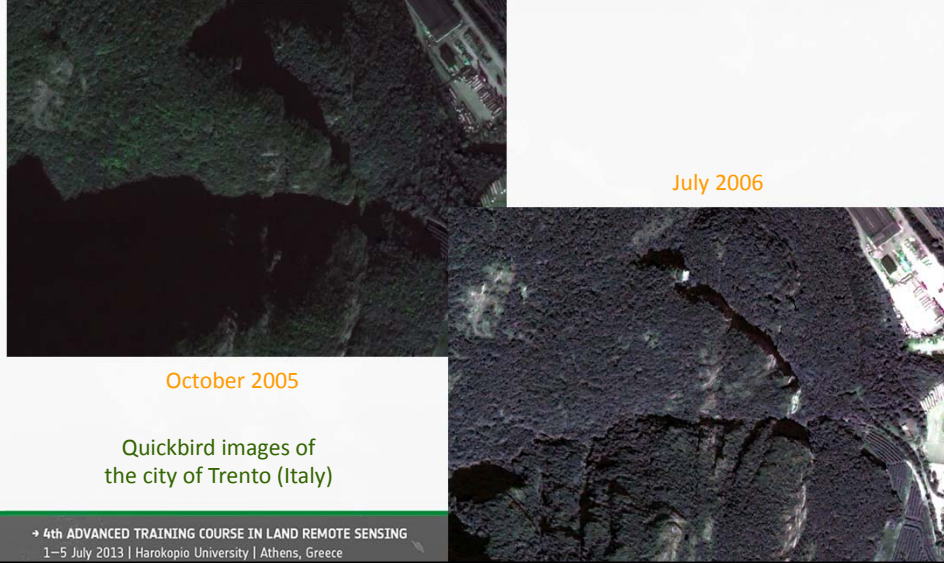 July 2006
October 2005
Quickbird images of
the city of Trento (Italy)
→ 4th ADVANCED TRAINING COURSE IN LAND REMOTE SENSING
1–5 July 2013 | Harokopio University | Athens, Greece